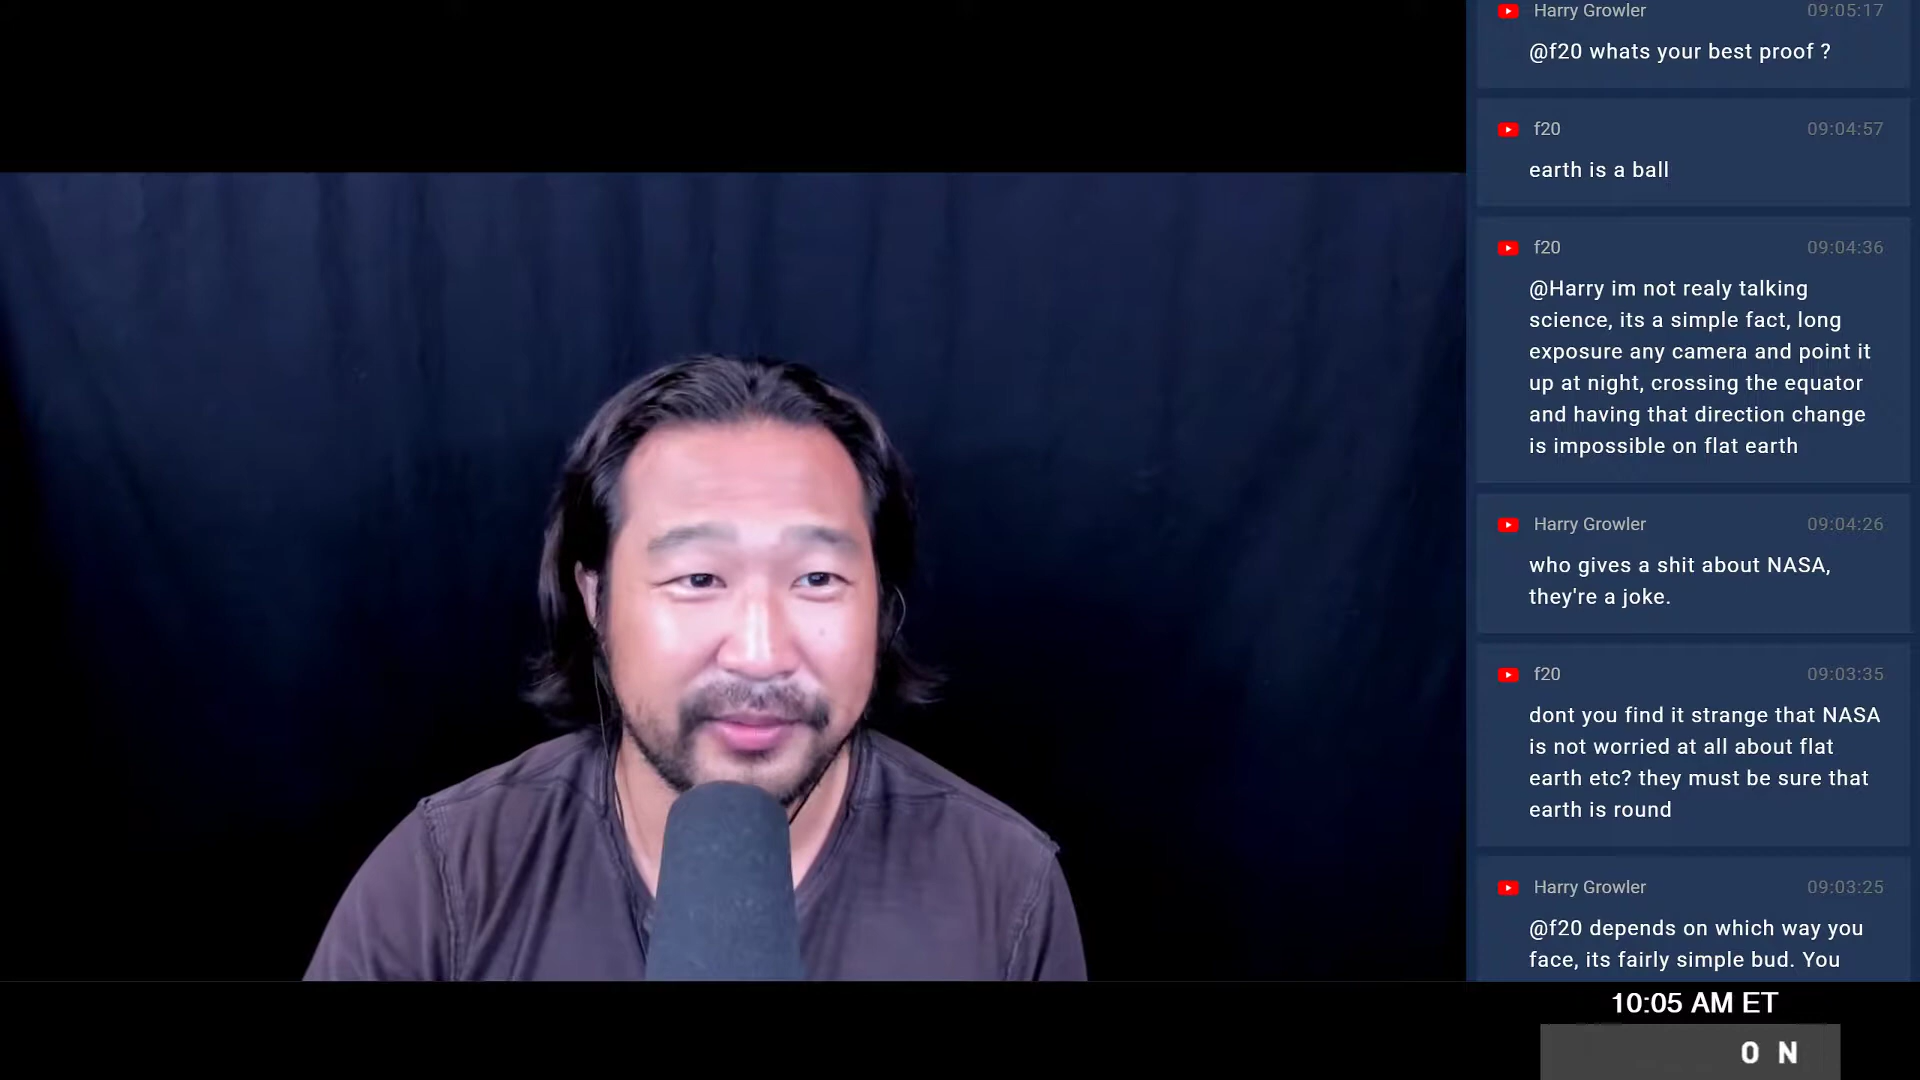 Harry Growler 09:05:17
@f20 whats your best proof ?
f20 09:04:57
earth is a ball
f20 09:04:36
@Harry im not realy talking
science, its a simple fact, long
exposure any camera and point it
up at night, crossing the equator
and having that direction change
is impossible on flat earth
Harry Growler 09:04:26
who gives a shit about NASA,
they're a joke.
f20 09:03:35
dont you find it strange that NASA
is not worried at all about flat
earth etc? they must be sure that
earth is round
Harry Growler 09:03:25
@f20 depends on which way you
face, its fairly simple bud. You
10:05 AM ET
O N